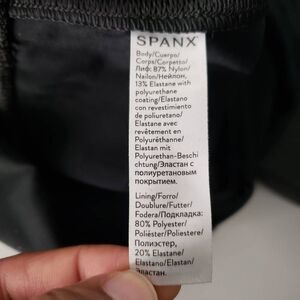 SPANX
Body/Cuerpo/
Corps/Corpetto/
Лиф: 87% Nylon/
Nailon/Нейлон,
13% Elastane with
polyurethane
coating/Elastano
con revestimiento
de poliuretano/
Elastane avec
revêtement en
Polyuréthanne/
Elastan mit
Polyurethan-Beschi
chtung/Эластан с
полиуретановым
покрытием.
Lining/Forro/
Doublure/Futter/
Fodera/Подкладка:
80% Polyester/
Poliéster/Poliestere/
Полиэстер,
20% Elastane/
Elastano/Elastan/
Эластан.